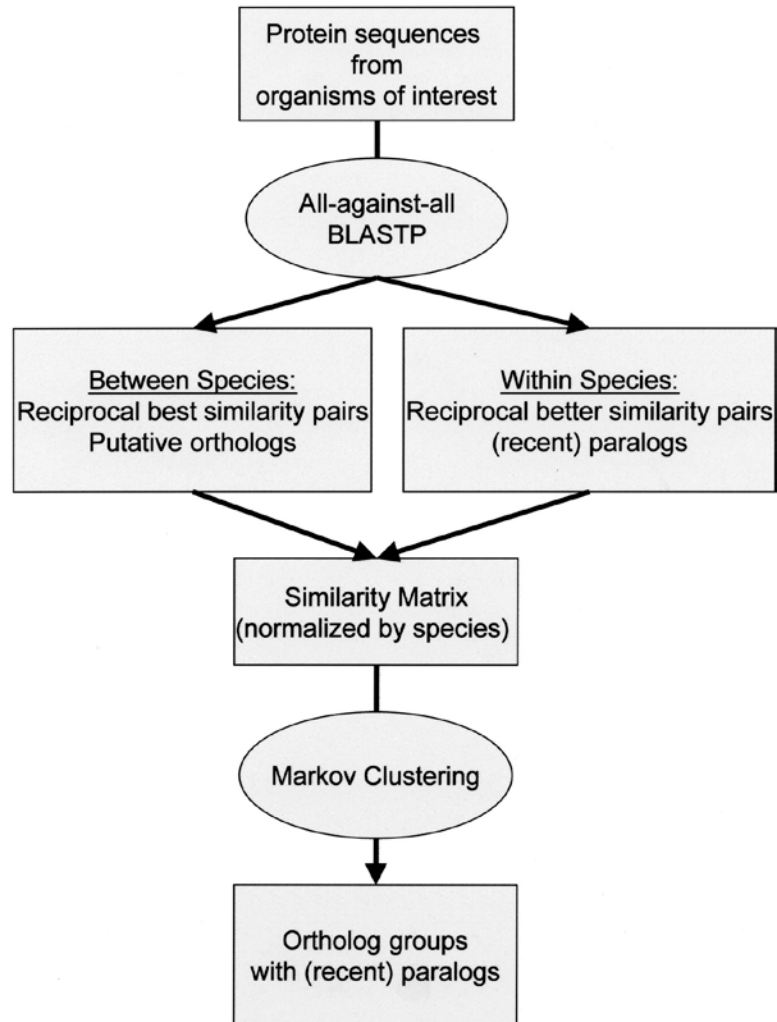 Protein sequences
from
organisms of interest
All-against-all
BLASTP
Between Species:
Reciprocal best similarity pairs
Putative orthologs
Within Species:
Reciprocal better similarity pairs
(recent) paralogs
Similarity Matrix
(normalized by species)
Markov Clustering
Ortholog groups
with (recent) paralogs